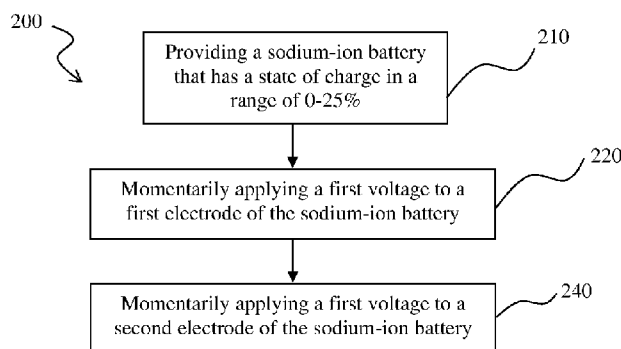 200
Providing a sodium-ion battery
that has a state of charge in a
range of 0-25%
210
Momentarily applying a first voltage to a
first electrode of the sodium-ion battery
220
Momentarily applying a first voltage to a
second electrode of the sodium-ion battery
240